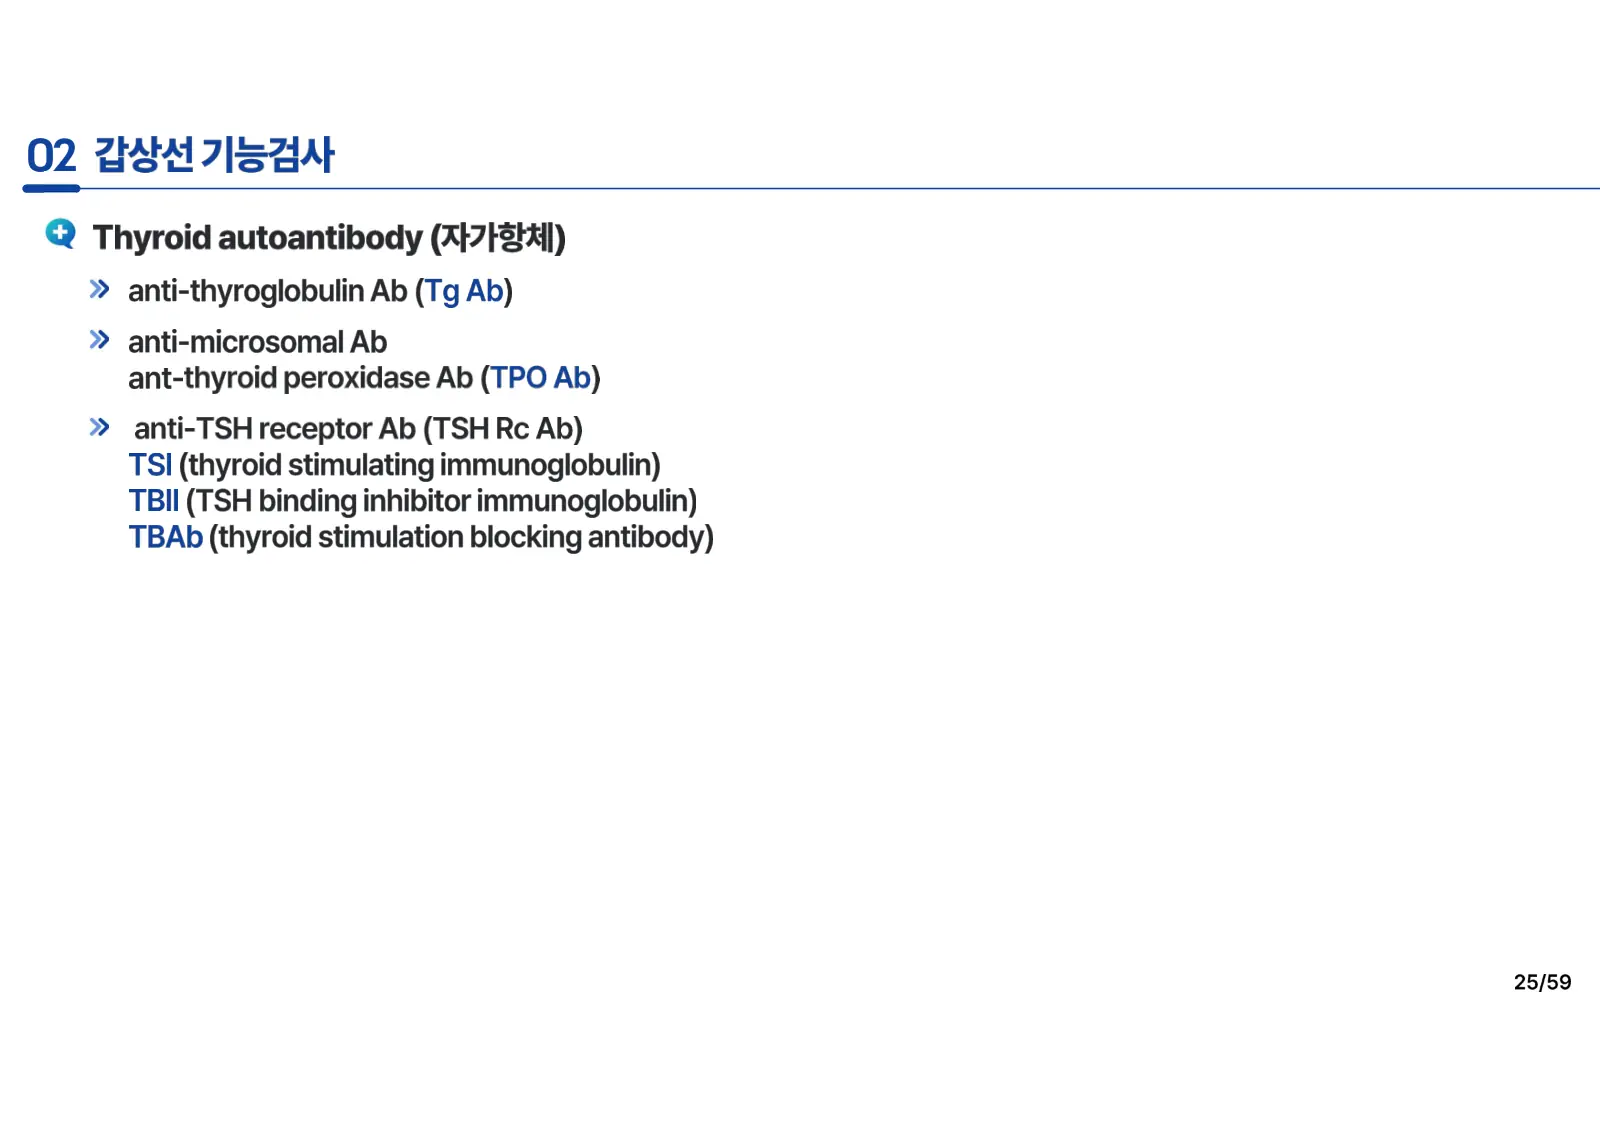 02 갑상선 기능검사
Thyroid autoantibody (자가항체)
anti-thyroglobulin Ab (Tg Ab)
anti-microsomal Ab
ant-thyroid peroxidase Ab (TPO Ab)
anti-TSH receptor Ab (TSH Rc Ab)
TSI (thyroid stimulating immunoglobulin)
TBII (TSH binding inhibitor immunoglobulin)
TBAb (thyroid stimulation blocking antibody)
25/59